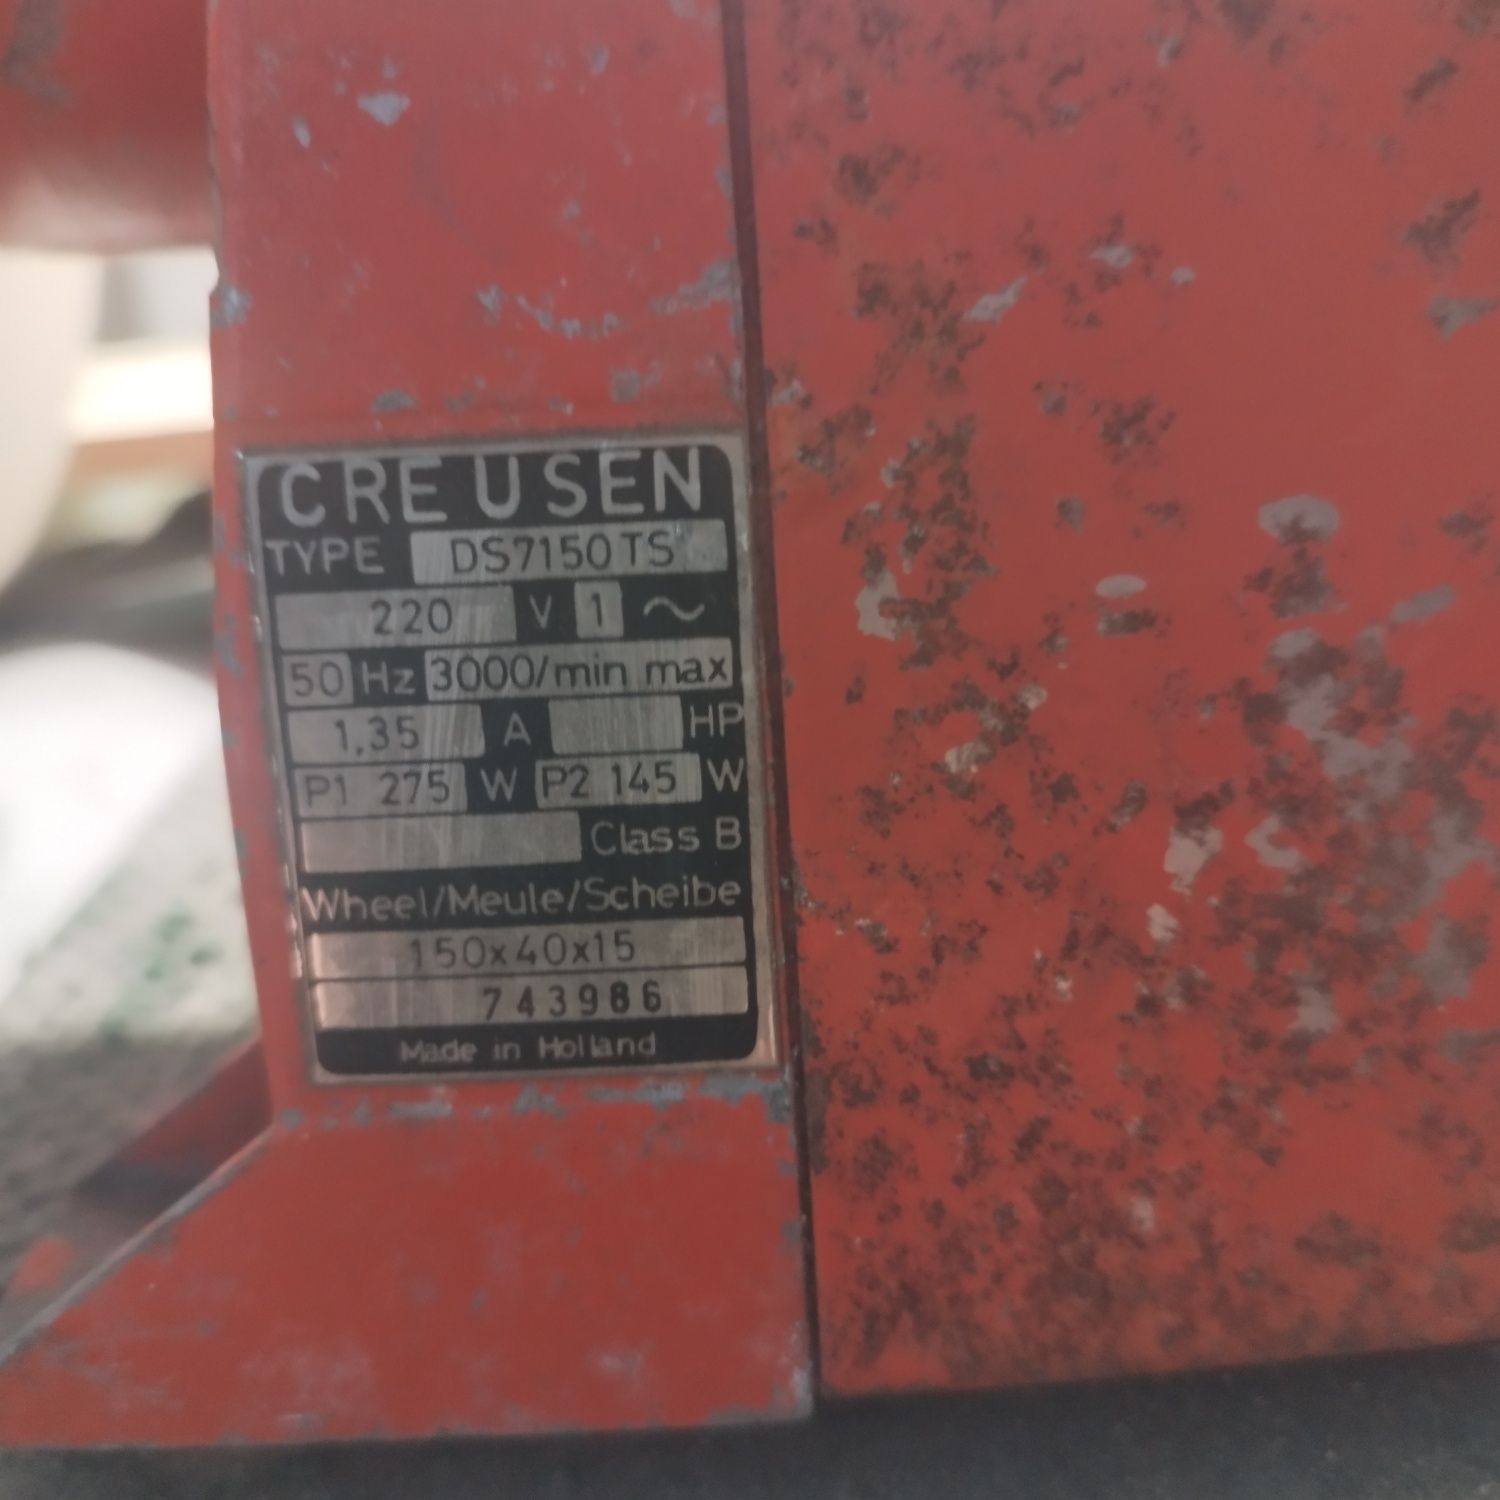 CREUSEN
TYPE DS7150TS
220 V 1 ~
50 Hz 3000/min max
1,35 A HP
P1 275 W P2 145 W
Class B
Wheel/Meule/Scheibe
150x40x15
743986
Made in Holland